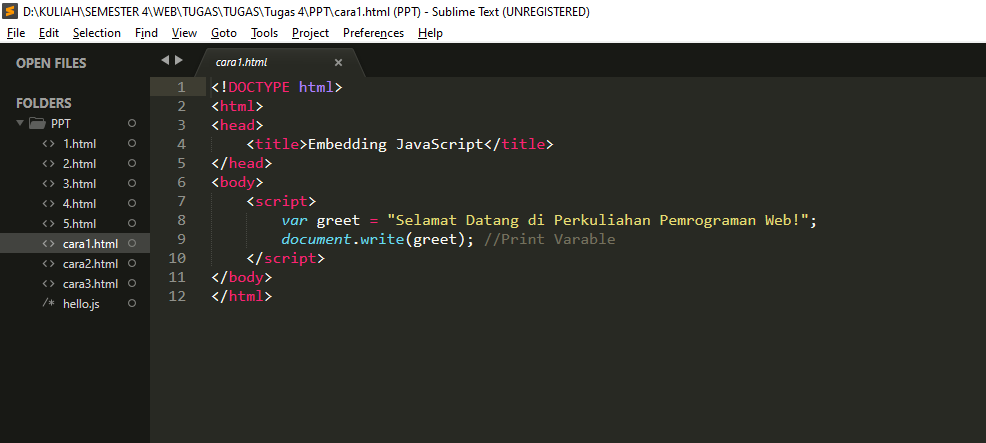 D:\KULIAH\SEMESTER 4\WEB\TUGAS\TUGAS\Tugas 4\PPT\cara1.html (PPT) - Sublime Text (UNREGISTERED)
File Edit Selection Find View Goto Tools Project Preferences Help
OPEN FILES
FOLDERS
PPT
1.html
2.html
3.html
4.html
5.html
cara1.html
cara2.html
cara3.html
/* hello.js
cara1.html ×
1 <!DOCTYPE html>
2 <html>
3 <head>
4 <title>Embedding JavaScript</title>
5 </head>
6 <body>
7 <script>
8 var greet = "Selamat Datang di Perkuliahan Pemrograman Web!";
9 document.write(greet); //Print Varable
10 </script>
11 </body>
12 </html>